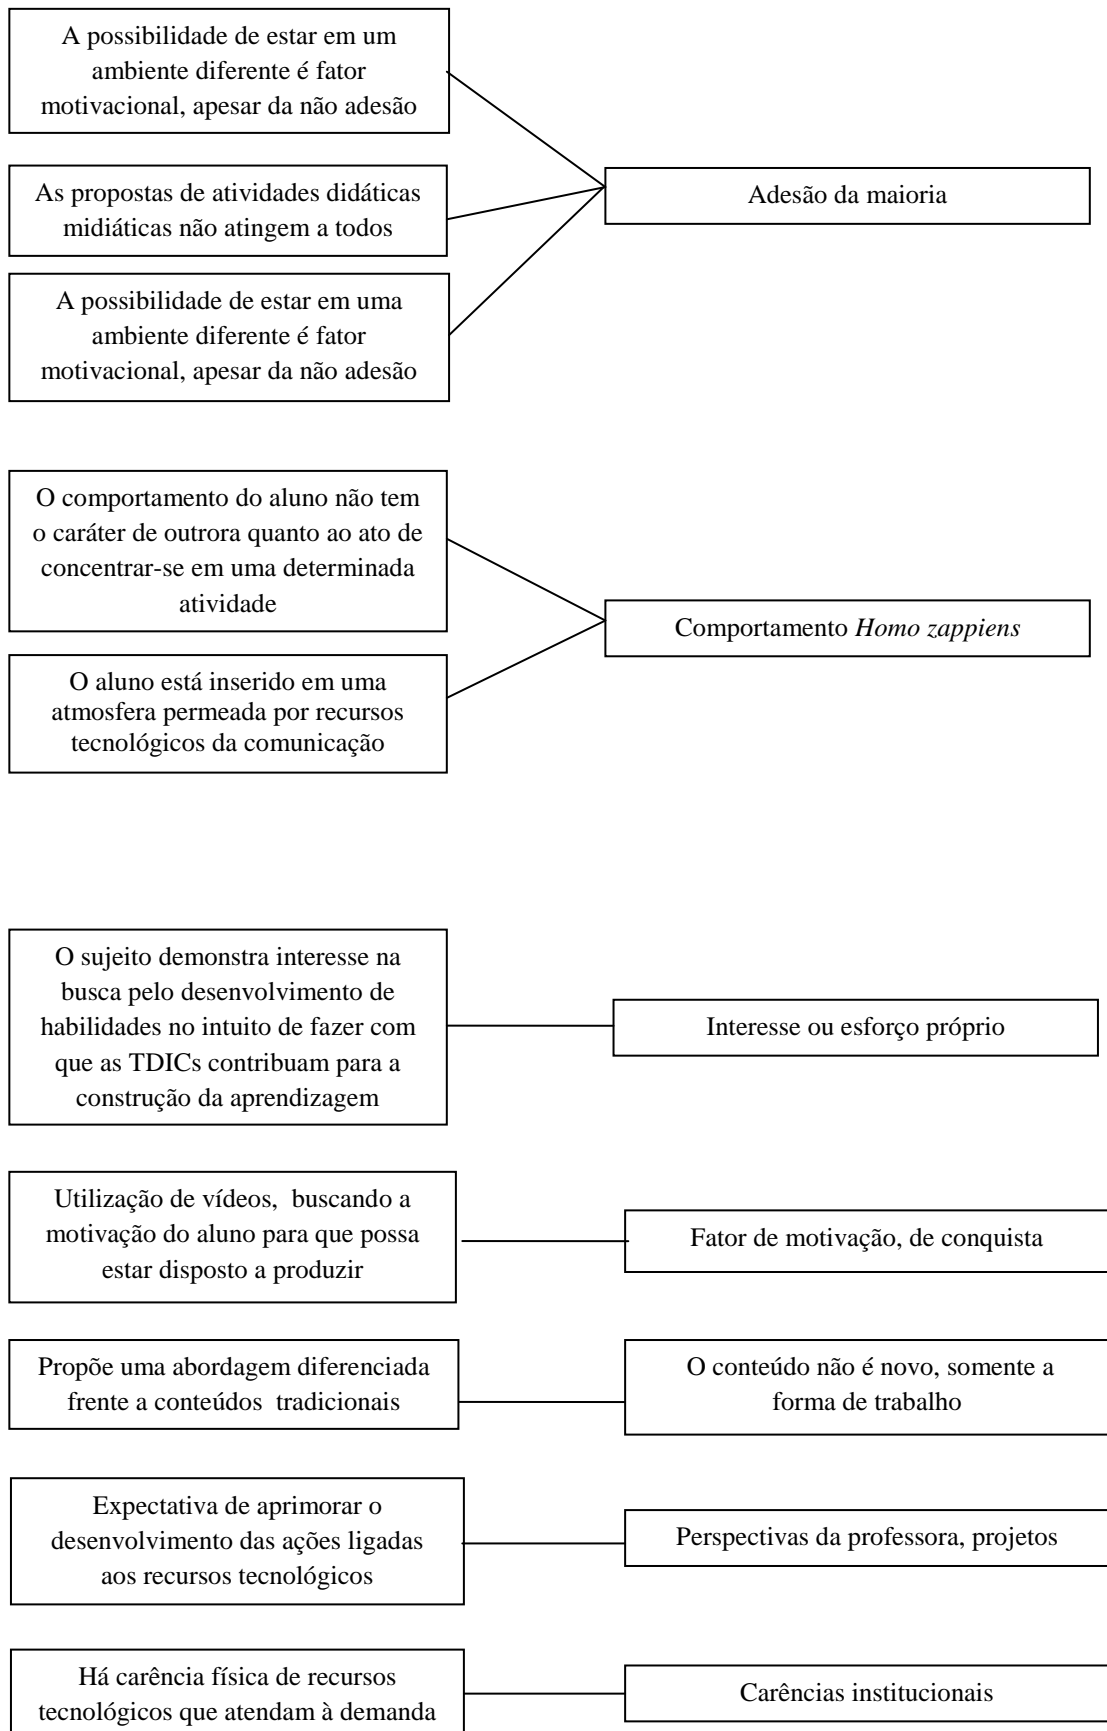 A possibilidade de estar em um
ambiente diferente é fator
motivacional, apesar da não adesão
As propostas de atividades didáticas
midiáticas não atingem a todos
A possibilidade de estar em uma
ambiente diferente é fator
motivacional, apesar da não adesão
Adesão da maioria
O comportamento do aluno não tem
o caráter de outrora quanto ao ato de
concentrar-se em uma determinada
atividade
O aluno está inserido em uma
atmosfera permeada por recursos
tecnológicos da comunicação
Comportamento Homo zappiens
O sujeito demonstra interesse na
busca pelo desenvolvimento de
habilidades no intuito de fazer com
que as TDICs contribuam para a
construção da aprendizagem
Interesse ou esforço próprio
Utilização de vídeos,  buscando a
motivação do aluno para que possa
estar disposto a produzir
Fator de motivação, de conquista
Propõe uma abordagem diferenciada
frente a conteúdos  tradicionais
O conteúdo não é novo, somente a
forma de trabalho
Expectativa de aprimorar o
desenvolvimento das ações ligadas
aos recursos tecnológicos
Perspectivas da professora, projetos
Há carência física de recursos
tecnológicos que atendam à demanda
Carências institucionais